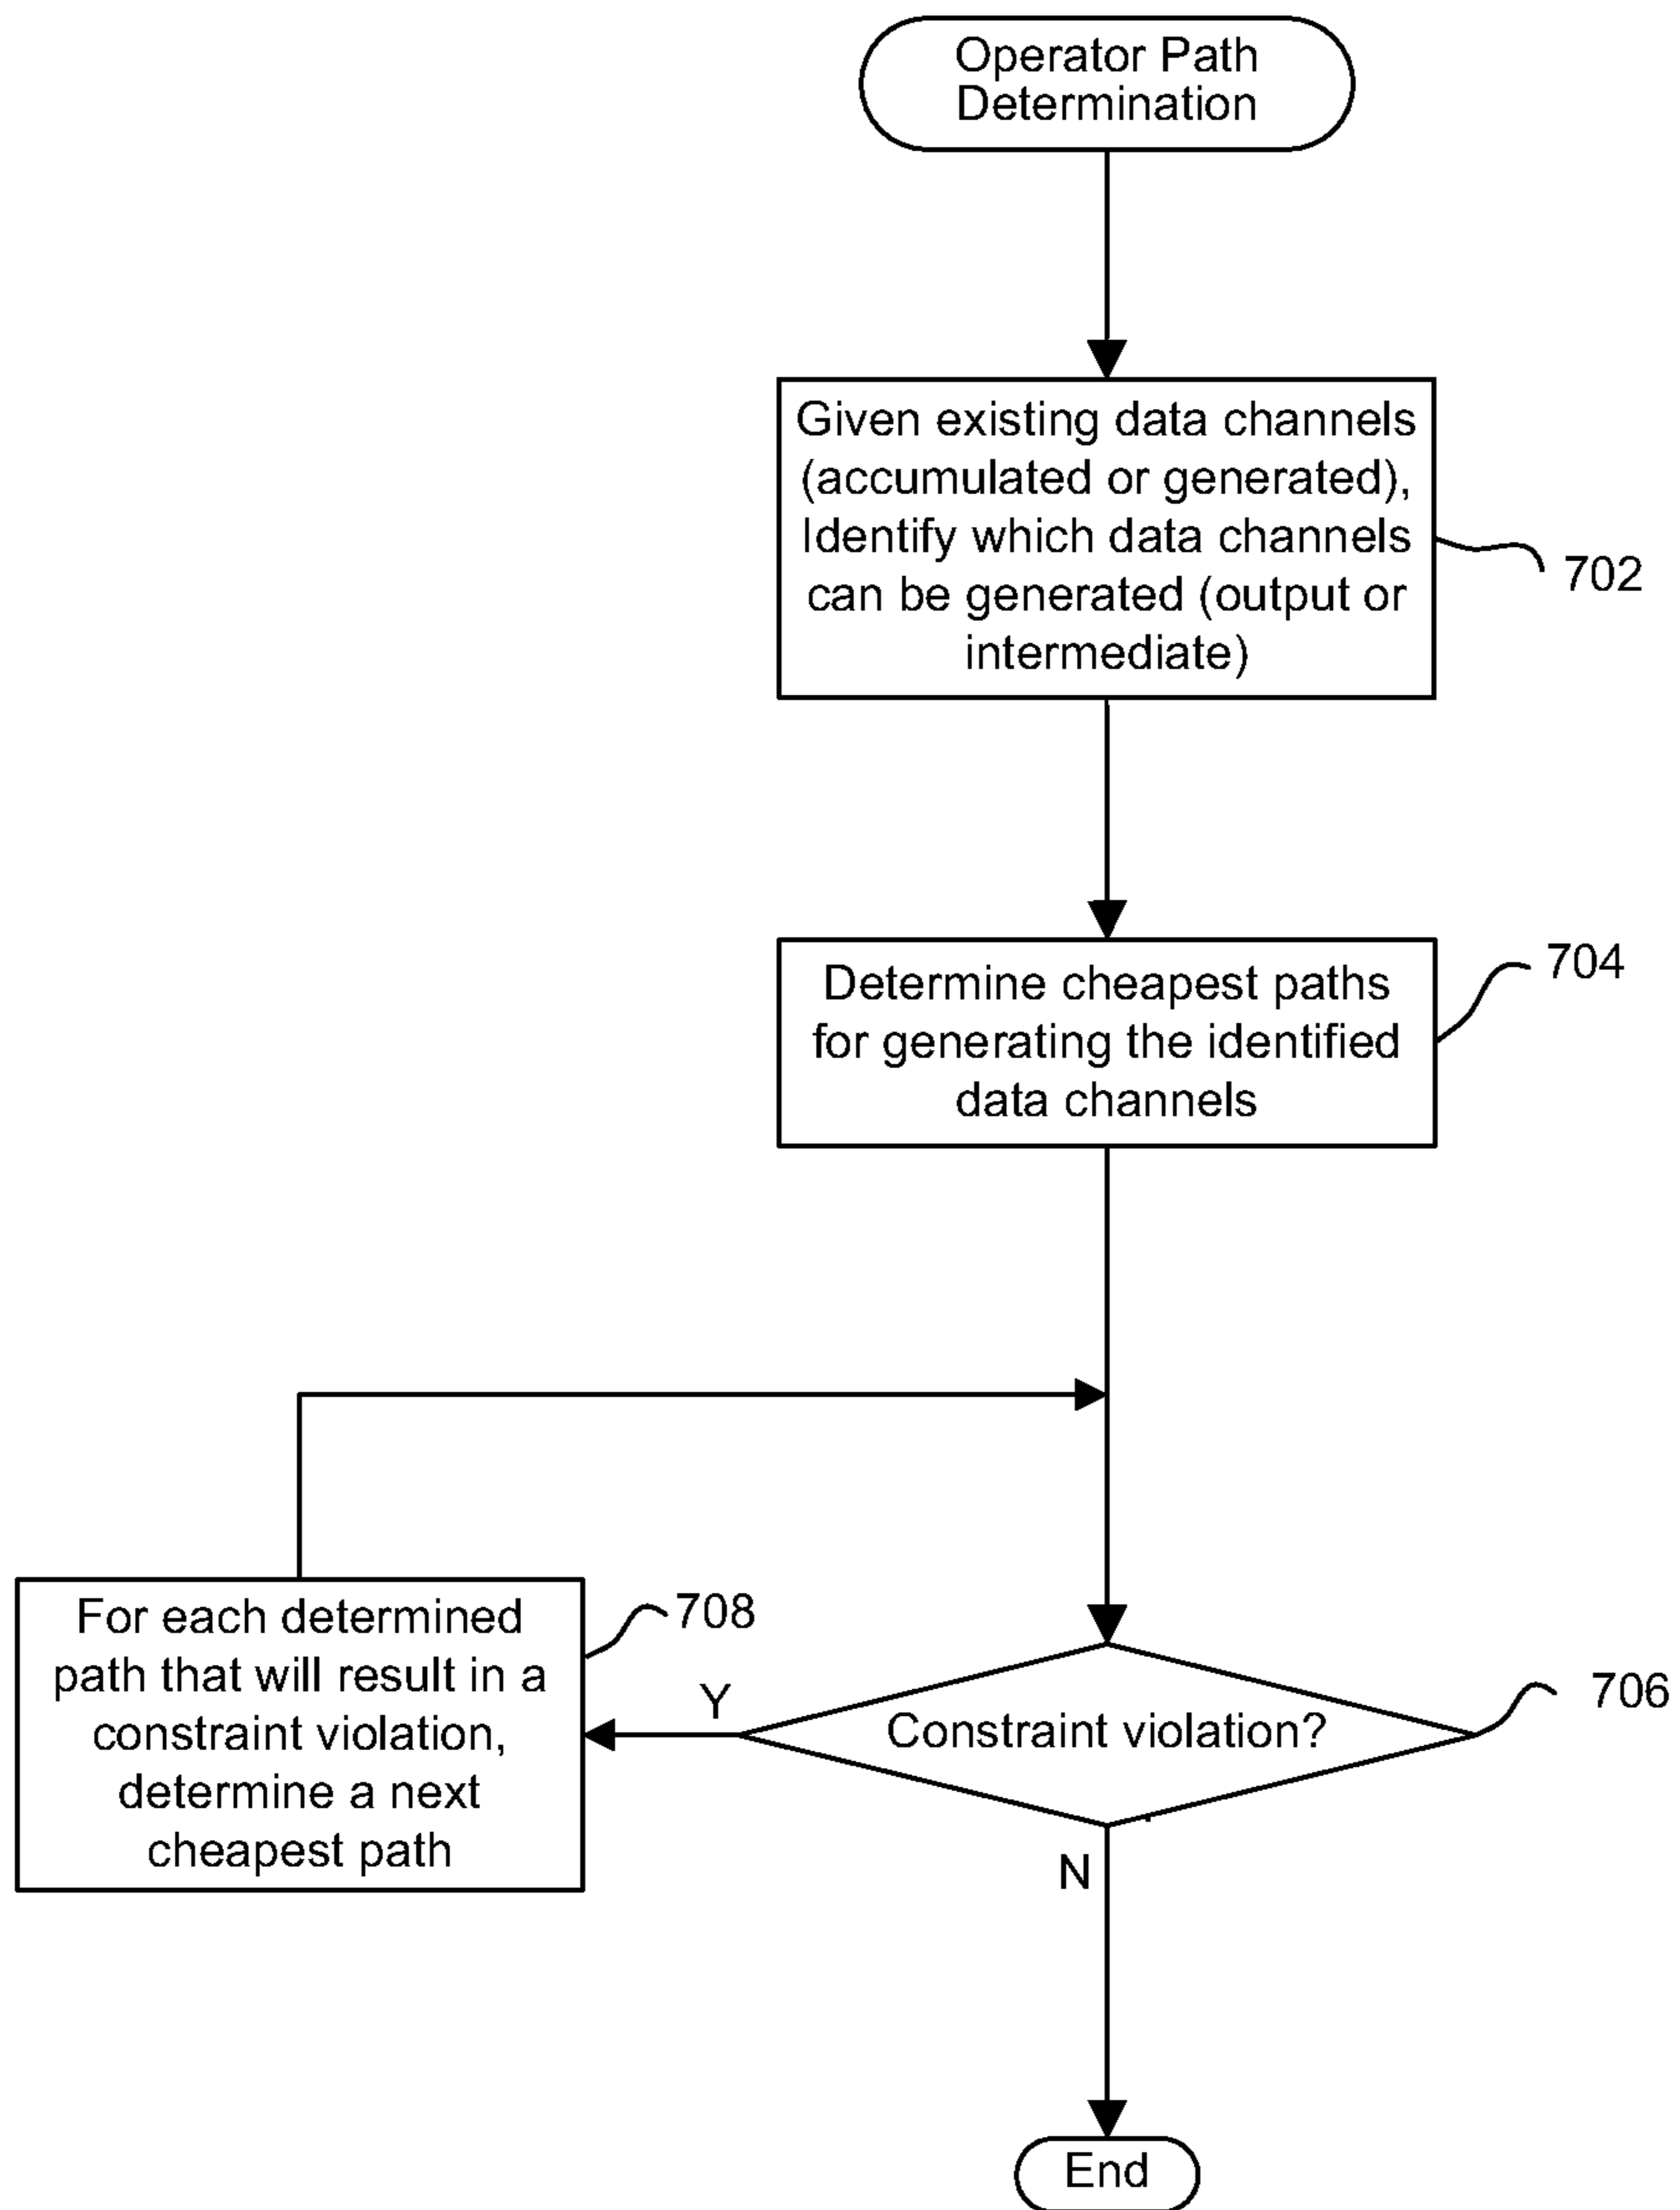 Operator Path
Determination
Given existing data channels
(accumulated or generated),
Identify which data channels
can be generated (output or
intermediate)
702
Determine cheapest paths
for generating the identified
data channels
704
For each determined
path that will result in a
constraint violation,
determine a next
cheapest path
708
Y
Constraint violation?
706
N
End